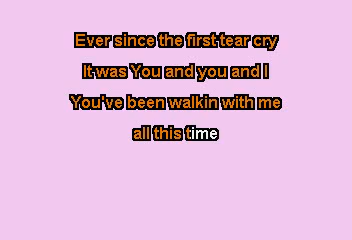 Ever since the first tear cry
It was You and you and I
You've been walkin with me
all this time